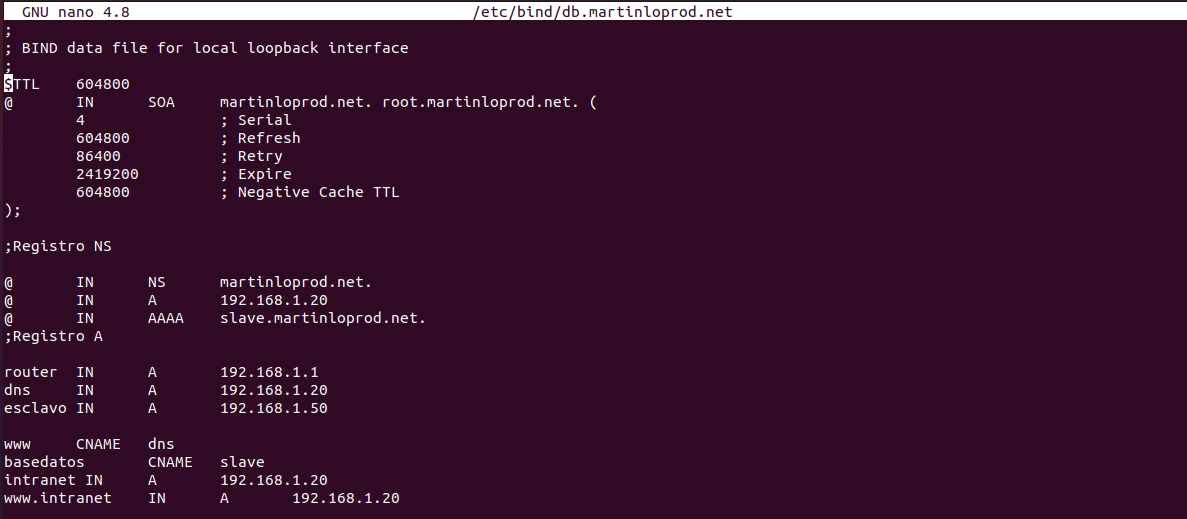 GNU nano 4.8 /etc/bind/db.martinloprod.net
;
; BIND data file for local loopback interface
;
$TTL 604800
@ IN SOA martinloprod.net. root.martinloprod.net. (
4 ; Serial
604800 ; Refresh
86400 ; Retry
2419200 ; Expire
604800 ; Negative Cache TTL
);
;Registro NS
@ IN NS martinloprod.net.
@ IN A 192.168.1.20
@ IN AAAA slave.martinloprod.net.
;Registro A
router IN A 192.168.1.1
dns IN A 192.168.1.20
esclavo IN A 192.168.1.50
www CNAME dns
basedatos CNAME slave
intranet IN A 192.168.1.20
www.intranet IN A 192.168.1.20